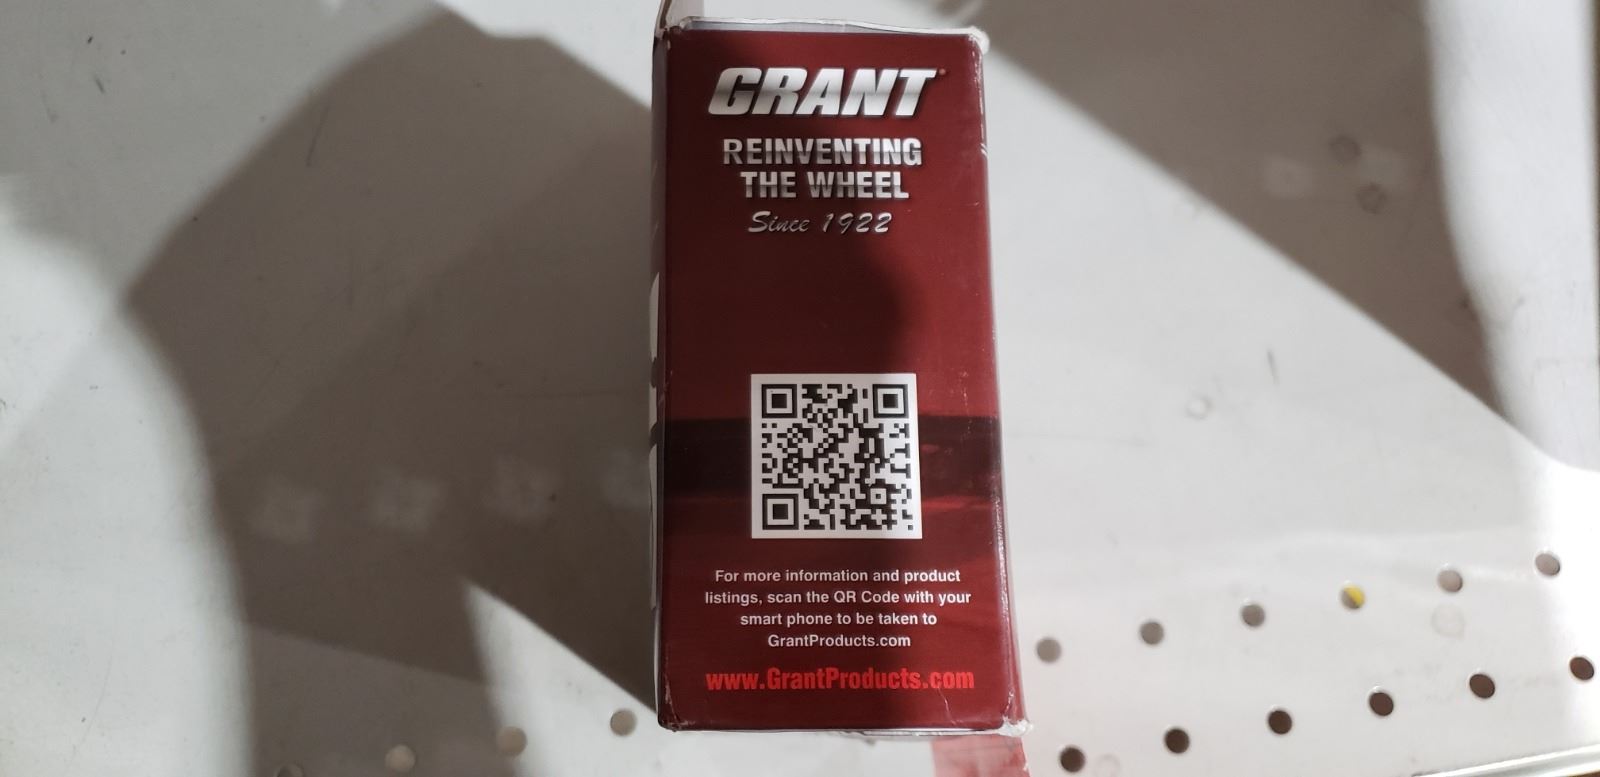 GRANT
REINVENTING
THE WHEEL
Since 1922
For more information and product
listings, scan the QR Code with your
smart phone to be taken to
GrantProducts.com
www.GrantProducts.com